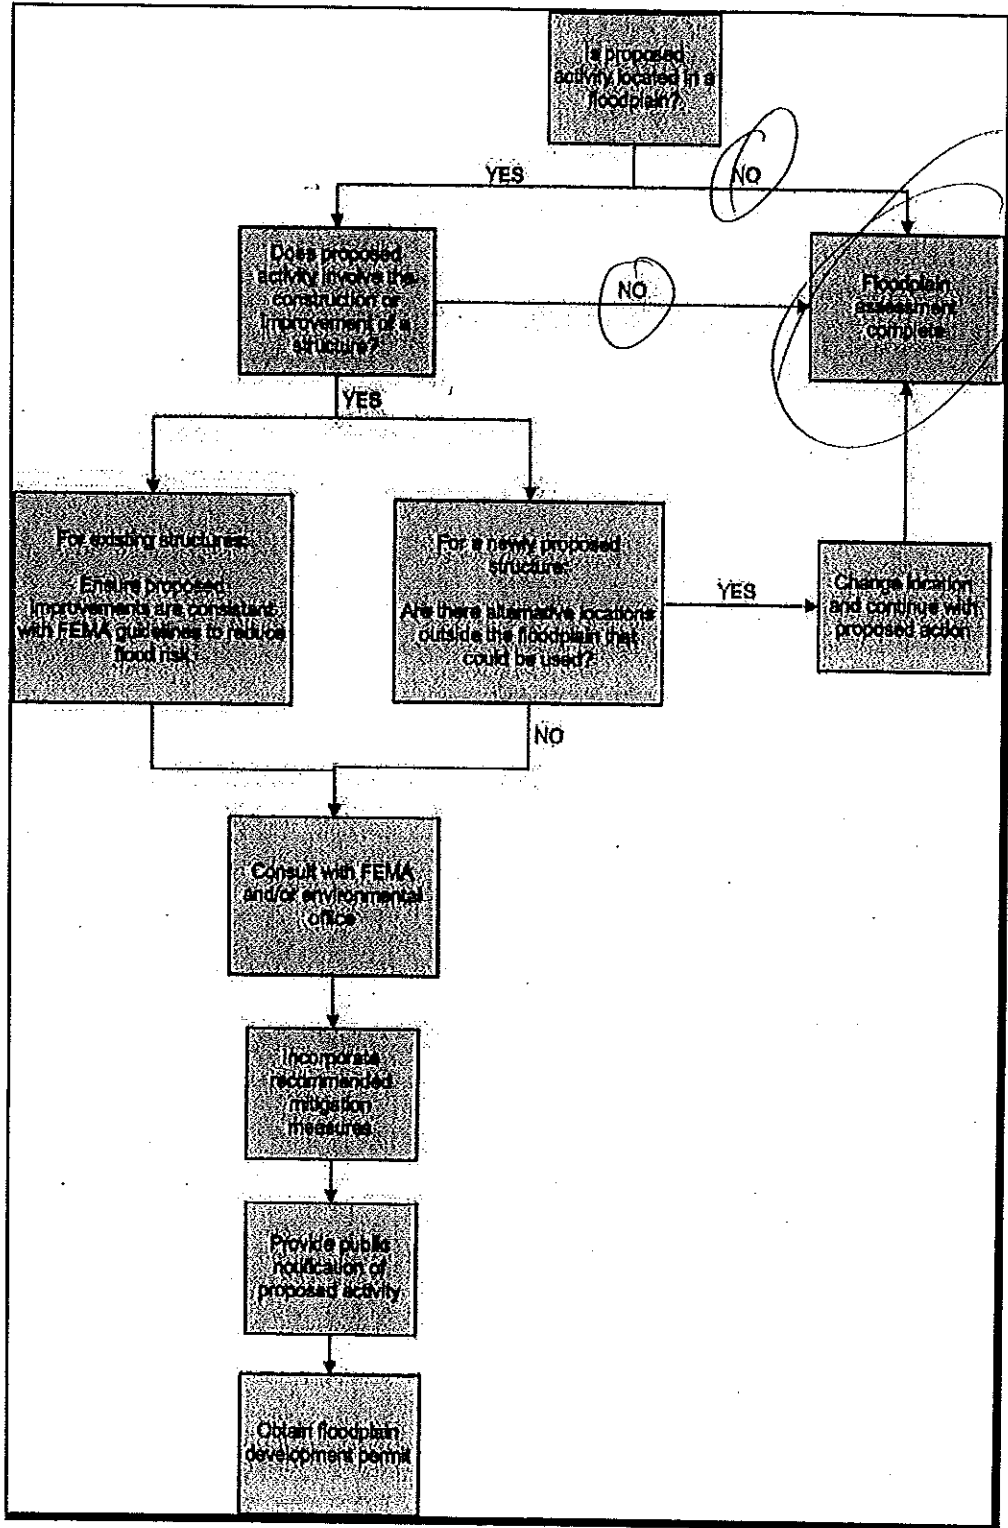 Is proposed
activity located in a
floodplain?
YES
NO
Does proposed
activity involve the
construction or
improvement of a
structure?
NO
Floodplain
assessment
complete
YES
For existing structures:
Ensure proposed
improvements are consistant
with FEMA guidelines to reduce
flood risk.
For a newly proposed
structure:
Are there alternative locations
outside the floodplain that
could be used?
YES
Change location
and continue with
proposed action
NO
Consult with FEMA
and/or environmental
office
Incorporate
recommended
mitigation
measures
Provide public
notification of
proposed activity
Obtain floodplain
development permit